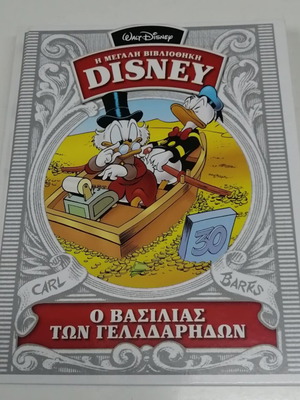 WALT DISNEY
Η ΜΕΓΑΛΗ ΒΙΒΛΙΟΘΗΚΗ
DISNEY
30
CARL BARKS
Ο ΒΑΣΙΛΙΑΣ
ΤΩΝ ΓΕΛΑΔΑΡΗΔΩΝ